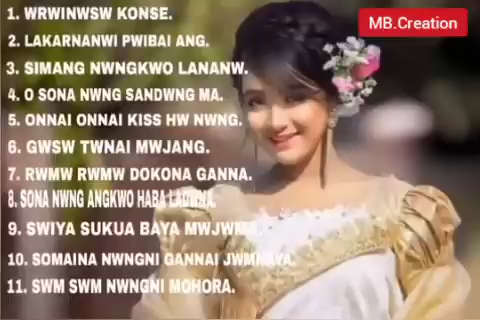 MB.Creation
1. WRWINWSW KONSE.
2. LAKARNANWI PWIBAI ANG.
3. SIMANG NWNGKWO LANANW.
4. O SONA NWNG SANDWNG MA.
5. ONNAI ONNAI KISS HW NWNG.
6. GWSW TWNAI MWJANG.
7. RWMW RWMW DOKONA GANNA.
8. SONA NWNG ANGKWO HABA
9. SWIYA SUKUA BAYA
10. SOMAINA NWNGNI GANNAI
11. SWM SWM NWNGNI MOHORA.